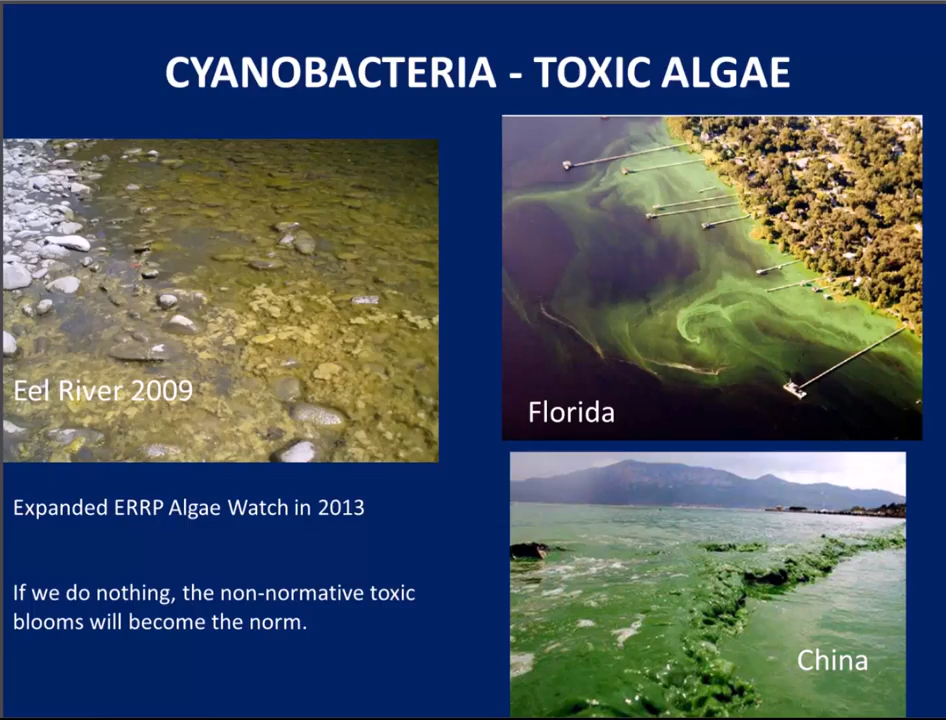 CYANOBACTERIA - TOXIC ALGAE
Eel River 2009
Florida
Expanded ERRP Algae Watch in 2013
If we do nothing, the non-normative toxic
blooms will become the norm.
China